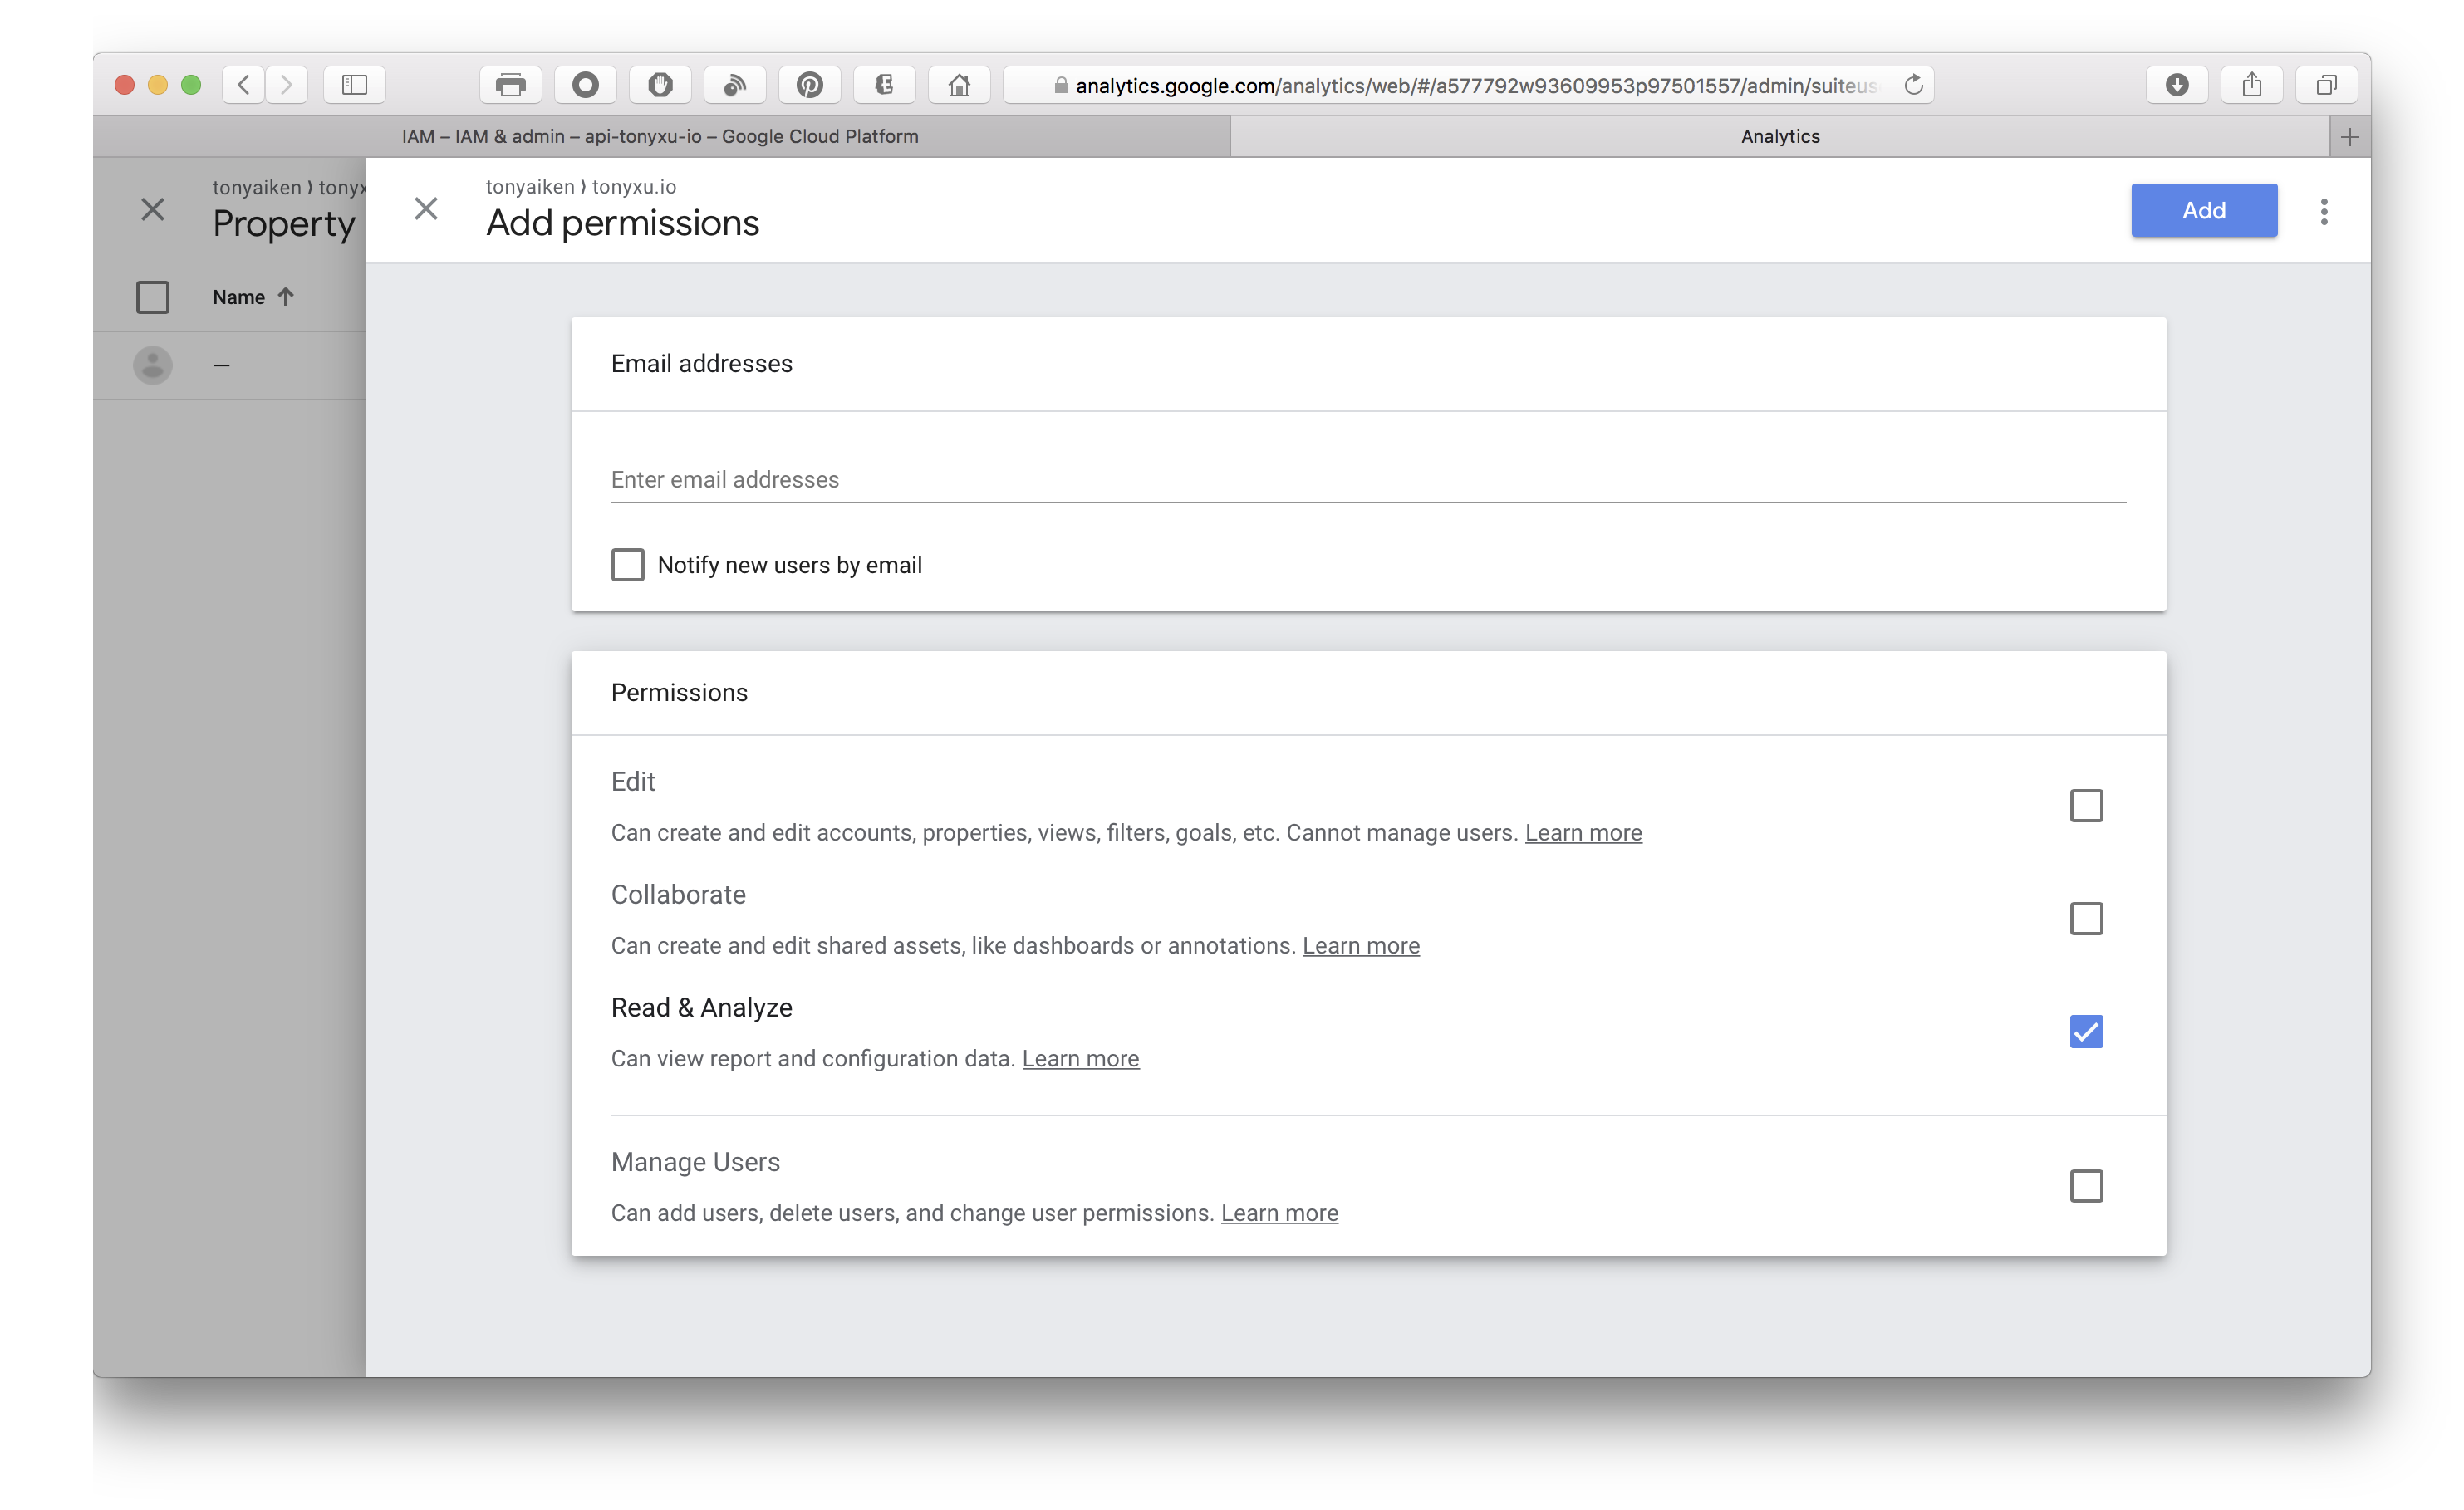 analytics.google.com/analytics/web/#/a577792w93609953p97501557/admin/suiteus
IAM – IAM & admin – api-tonyxu-io – Google Cloud Platform
Analytics
tonyaiken ⟩ tonyx
Property
Name
–
tonyaiken ⟩ tonyxu.io
Add permissions
Add
Email addresses
Enter email addresses
Notify new users by email
Permissions
Edit
Can create and edit accounts, properties, views, filters, goals, etc. Cannot manage users. Learn more
Collaborate
Can create and edit shared assets, like dashboards or annotations. Learn more
Read & Analyze
Can view report and configuration data. Learn more
Manage Users
Can add users, delete users, and change user permissions. Learn more